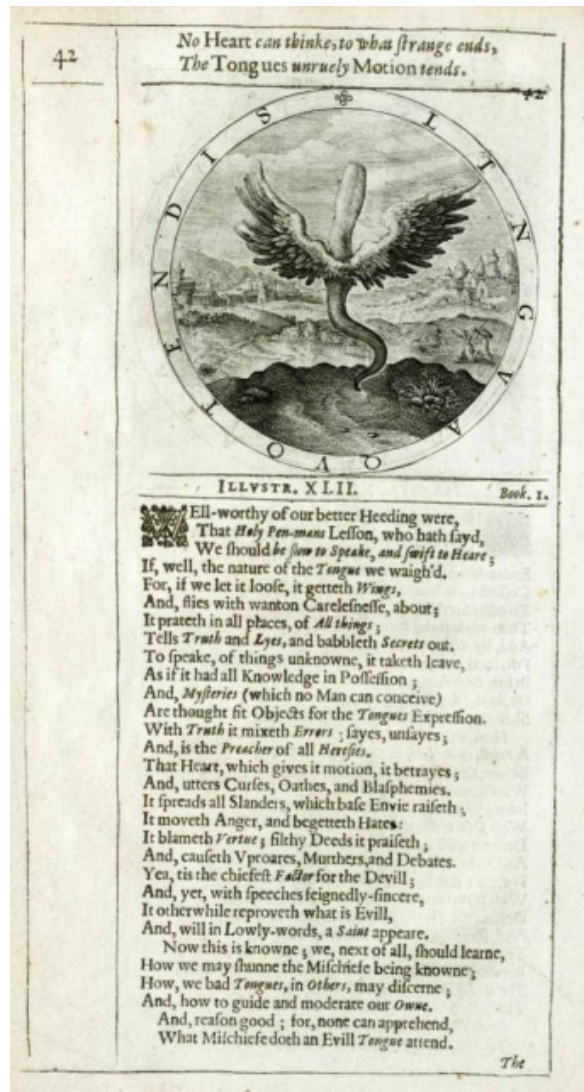 42
No Heart can thinke, to what ſtrange ends,
The Tongues unruely Motion tends.
42
LINGVA QVO TENDIS
ILLVSTR. XLII.
Book. 1.
WEll-worthy of our better Heeding were,
That Holy Pen-mans Leſſon, who hath ſayd,
We ſhould be ſlow to Speake, and ſwift to Heare;
If, well, the nature of the Tongue we waigh'd.
For, if we let it looſe, it getteth Wings,
And, flies with wanton Careleſneſſe, about;
It prateth in all places, of All things;
Tells Truth and Lyes, and babbleth Secrets out.
To ſpeake, of things unknowne, it taketh leave,
As if it had all Knowledge in Poſſeſſion;
And, Myſteries (which no Man can conceive)
Are thought fit Objects for the Tongues Expreſſion.
With Truth it mixeth Errors; ſayes, unſayes;
And, is the Preacher of all Hereſies.
That Heart, which gives it motion, it betrayes;
And, utters Curſes, Oathes, and Blaſphemies.
It ſpreads all Slanders, which baſe Envie raiſeth;
It moveth Anger, and begetteth Hates:
It blameth Vertue; filthy Deeds it praiſeth;
And, cauſeth Vproares, Murthers, and Debates.
Yea, tis the chiefeſt Factor for the Devill;
And, yet, with ſpeeches feignedly-ſincere,
It otherwhile reproveth what is Evill,
And, will in Lowly-words, a Saint appeare.
Now this is knowne; we, next of all, ſhould learne,
How we may ſhunne the Miſchiefe being knowne;
How, we bad Tongues, in Others, may diſcerne;
And, how to guide and moderate our Owne.
And, reaſon good; for, none can apprehend,
What Miſchiefe doth an Evill Tongue attend.
The